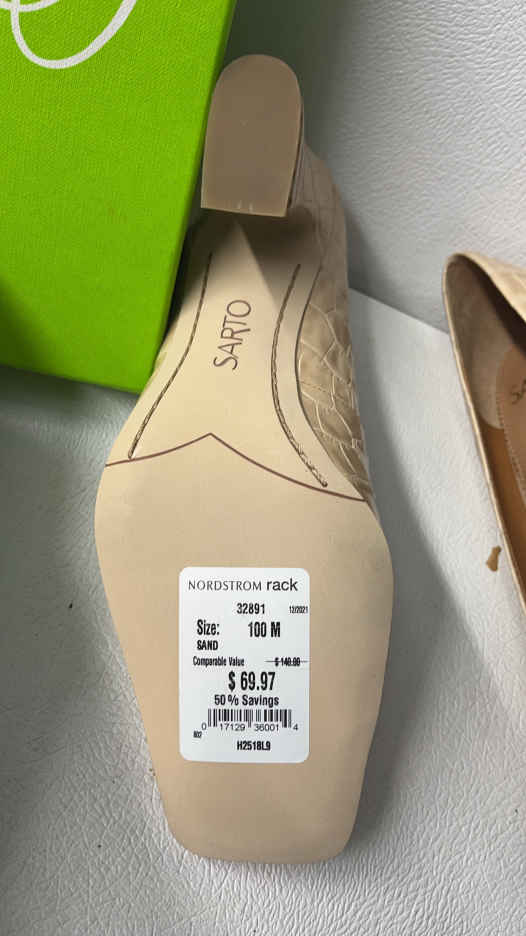 SARTO
NORDSTROM rack
32891 12/2021
Size: 100 M
SAND
Comparable Value $ 140.00
$ 69.97
50% Savings
0 17129 36001 4
802
H2518L9